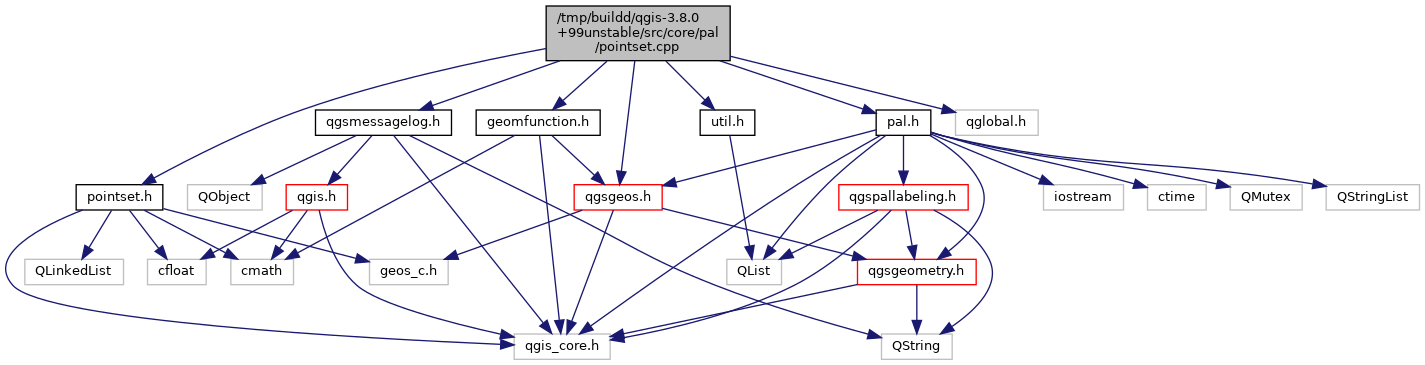 /tmp/buildd/qgis-3.8.0
+99unstable/src/core/pal
/pointset.cpp
qgsmessagelog.h
geomfunction.h
util.h
pal.h
qglobal.h
pointset.h
QObject
qgis.h
qgsgeos.h
qgspallabeling.h
iostream
ctime
QMutex
QStringList
QLinkedList
cfloat
cmath
geos_c.h
QList
qgsgeometry.h
qgis_core.h
QString